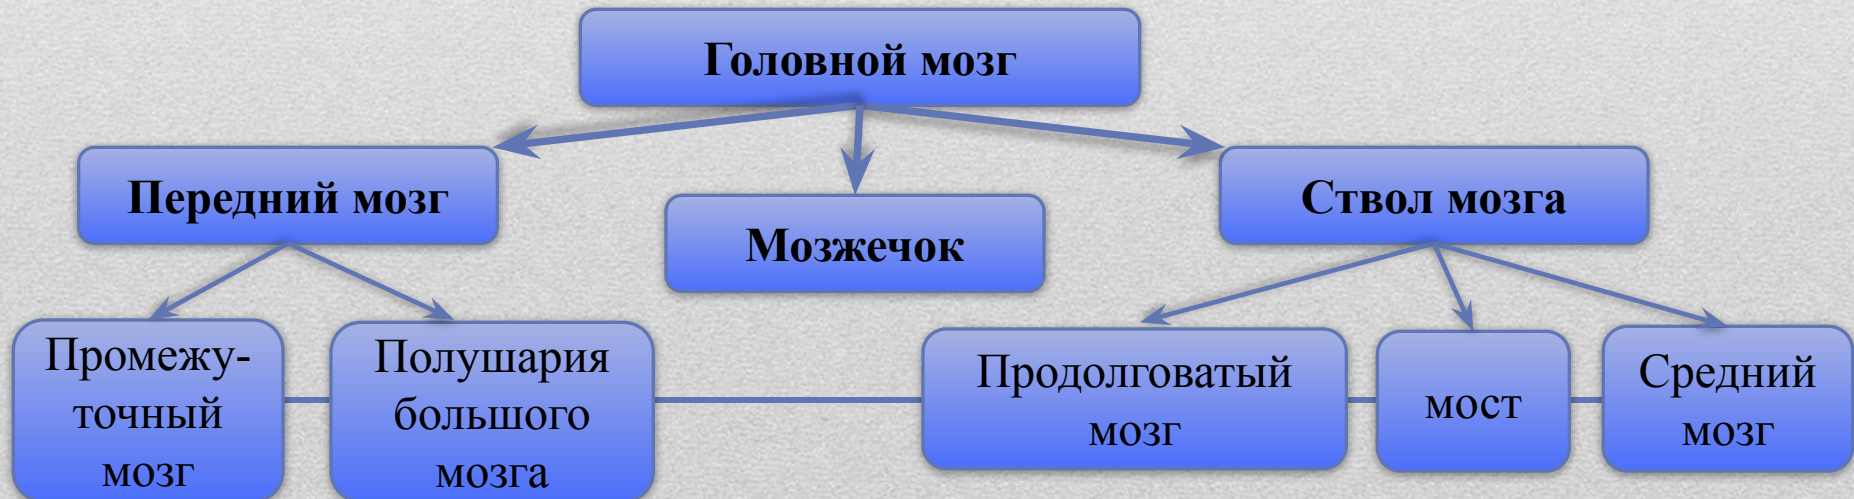 Головной мозг
Передний мозг
Мозжечок
Ствол мозга
Промежу-
точный
мозг
Полушария
большого
мозга
Продолговатый
мозг
мост
Средний
мозг